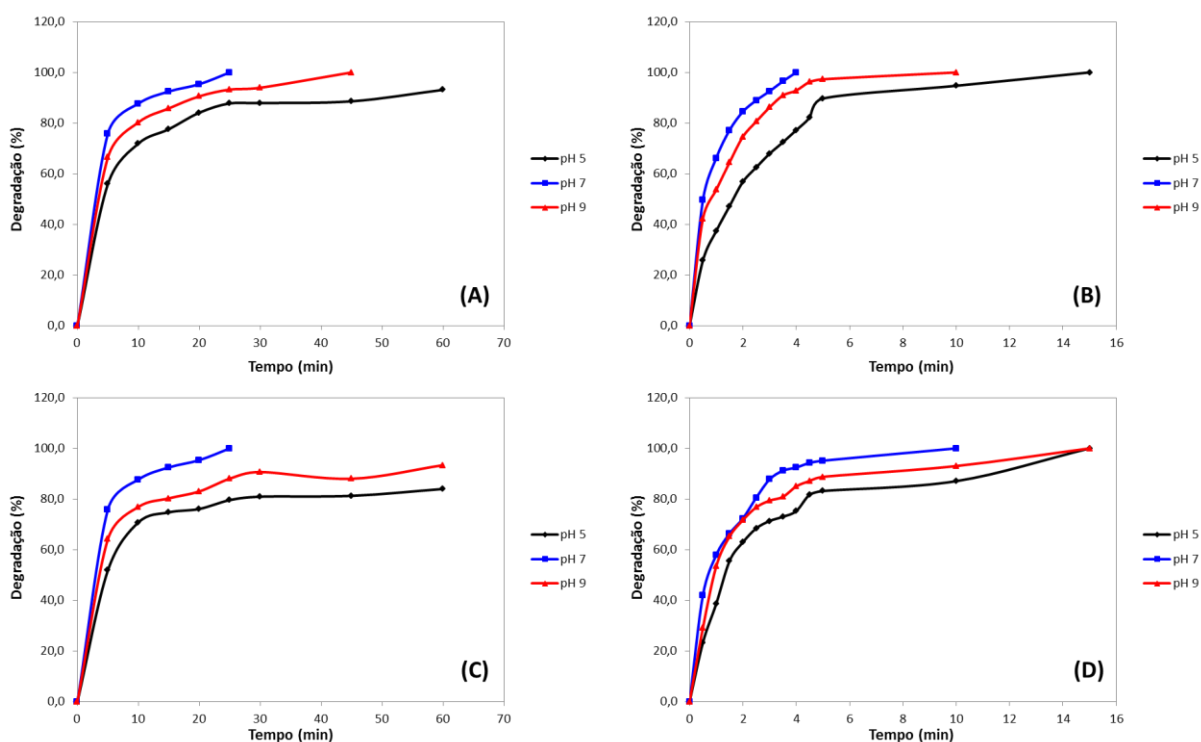 120,0
100,0
80,0
60,0
40,0
20,0
0,0
Degradação (%)
0 10 20 30 40 50 60 70
Tempo (min)
pH 5
pH 7
pH 9
(A)
120,0
100,0
80,0
60,0
40,0
20,0
0,0
Degradação (%)
0 2 4 6 8 10 12 14 16
Tempo (min)
pH 5
pH 7
pH 9
(B)
120,0
100,0
80,0
60,0
40,0
20,0
0,0
Degradação (%)
0 10 20 30 40 50 60 70
Tempo (min)
pH 5
pH 7
pH 9
(C)
120,0
100,0
80,0
60,0
40,0
20,0
0,0
Degradação (%)
0 2 4 6 8 10 12 14 16
Tempo (min)
pH 5
pH 7
pH 9
(D)